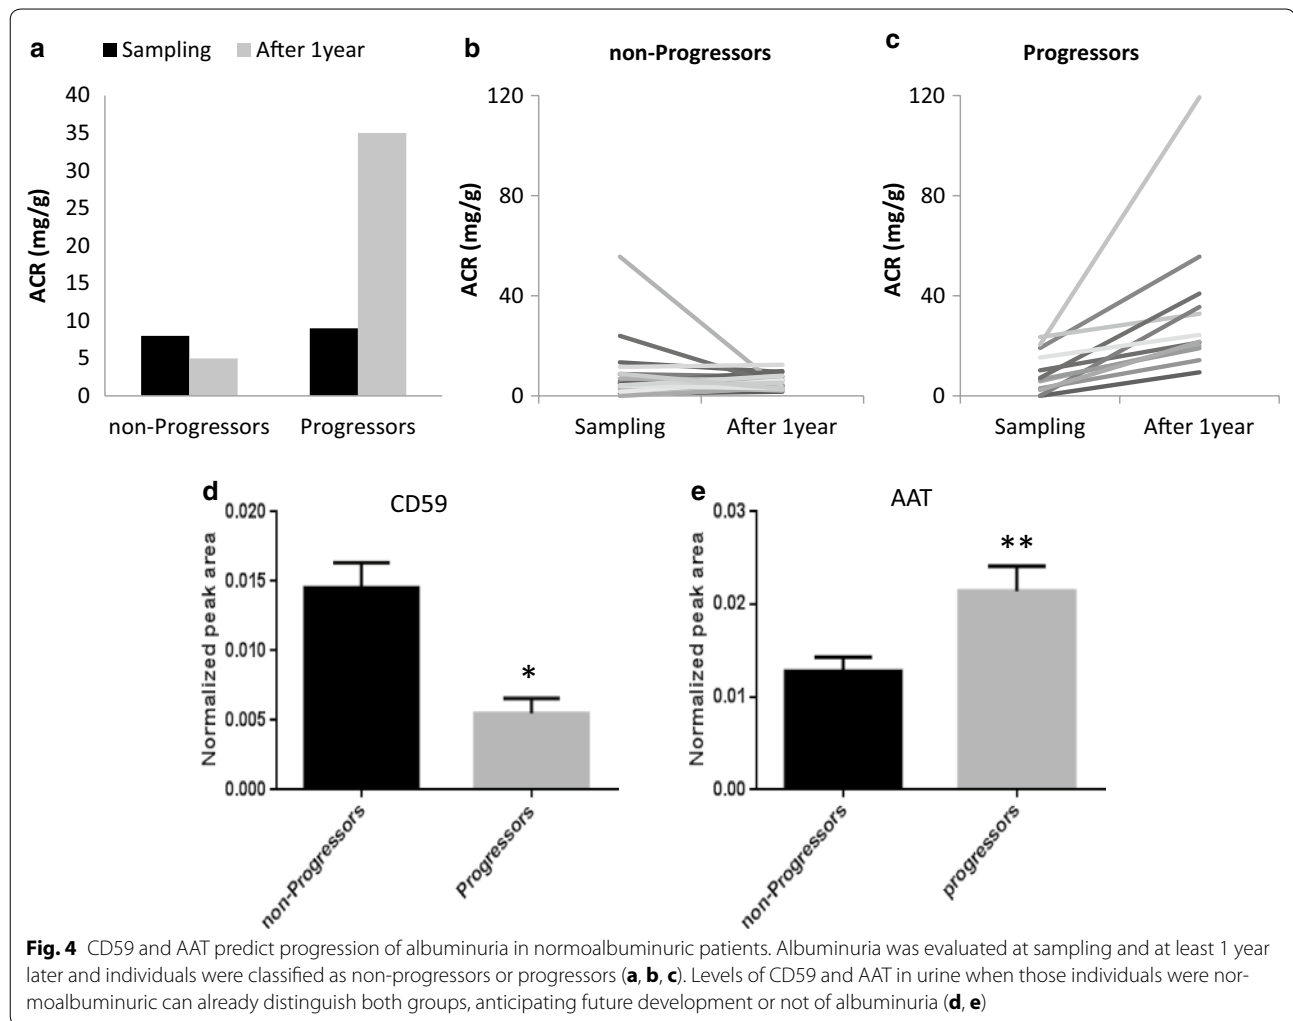 a
Sampling
After 1year
ACR (mg/g)
40
35
30
25
20
15
10
5
0
non-Progressors
Progressors
b
non-Progressors
ACR (mg/g)
120
80
40
0
Sampling
After 1year
c
Progressors
ACR (mg/g)
120
80
40
0
Sampling
After 1year
d
CD59
Normalized peak area
0.020
0.015
0.010
0.005
0.000
*
non-Progressors
Progressors
e
AAT
Normalized peak area
0.03
0.02
0.01
0.00
**
non-Progressors
progressors
Fig. 4 CD59 and AAT predict progression of albuminuria in normoalbuminuric patients. Albuminuria was evaluated at sampling and at least 1 year
later and individuals were classified as non-progressors or progressors (a, b, c). Levels of CD59 and AAT in urine when those individuals were nor-
moalbuminuric can already distinguish both groups, anticipating future development or not of albuminuria (d, e)